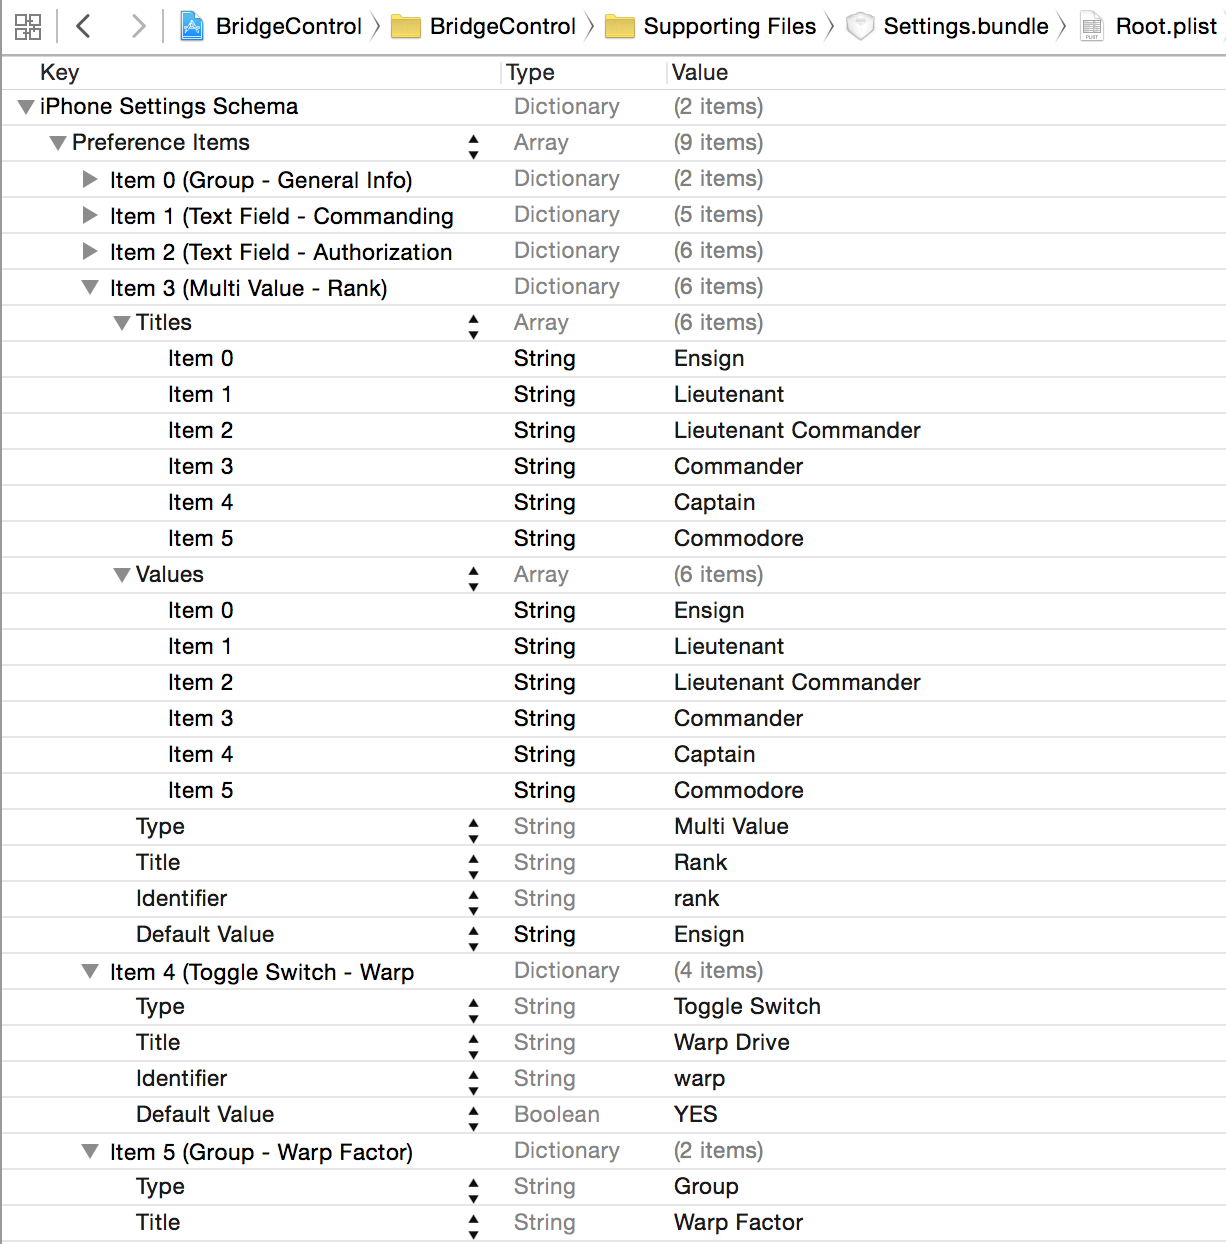 BridgeControl BridgeControl Supporting Files Settings.bundle Root.plist
Key Type Value
iPhone Settings Schema Dictionary (2 items)
Preference Items Array (9 items)
Item 0 (Group - General Info) Dictionary (2 items)
Item 1 (Text Field - Commanding Dictionary (5 items)
Item 2 (Text Field - Authorization Dictionary (6 items)
Item 3 (Multi Value - Rank) Dictionary (6 items)
Titles Array (6 items)
Item 0 String Ensign
Item 1 String Lieutenant
Item 2 String Lieutenant Commander
Item 3 String Commander
Item 4 String Captain
Item 5 String Commodore
Values Array (6 items)
Item 0 String Ensign
Item 1 String Lieutenant
Item 2 String Lieutenant Commander
Item 3 String Commander
Item 4 String Captain
Item 5 String Commodore
Type String Multi Value
Title String Rank
Identifier String rank
Default Value String Ensign
Item 4 (Toggle Switch - Warp Dictionary (4 items)
Type String Toggle Switch
Title String Warp Drive
Identifier String warp
Default Value Boolean YES
Item 5 (Group - Warp Factor) Dictionary (2 items)
Type String Group
Title String Warp Factor